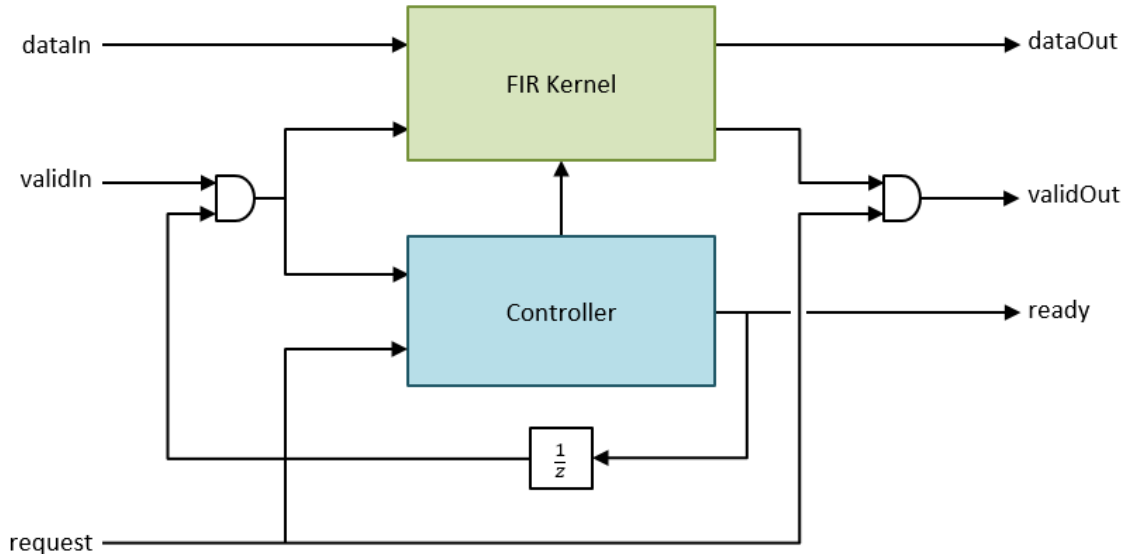 dataIn
dataOut
FIR Kernel
validIn
validOut
Controller
ready
1
z
request